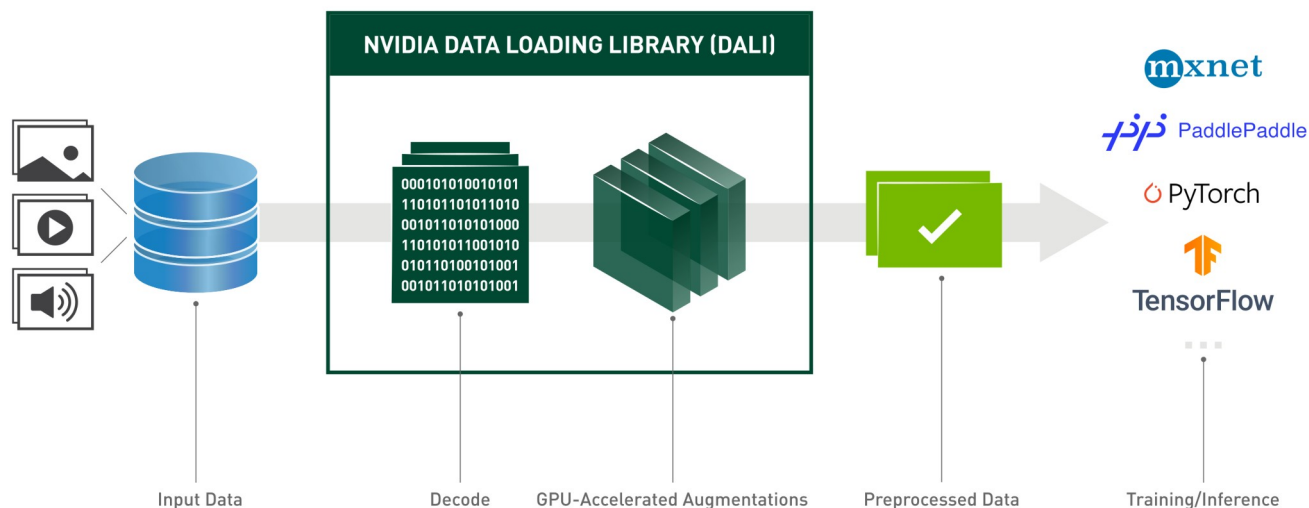 NVIDIA DATA LOADING LIBRARY (DALI)
mxnet
PaddlePaddle
PyTorch
TensorFlow
000101010010101
110101101011010
001011010101000
110101011001010
010110100101001
001011010101001
Input Data
Decode
GPU-Accelerated Augmentations
Preprocessed Data
Training/Inference